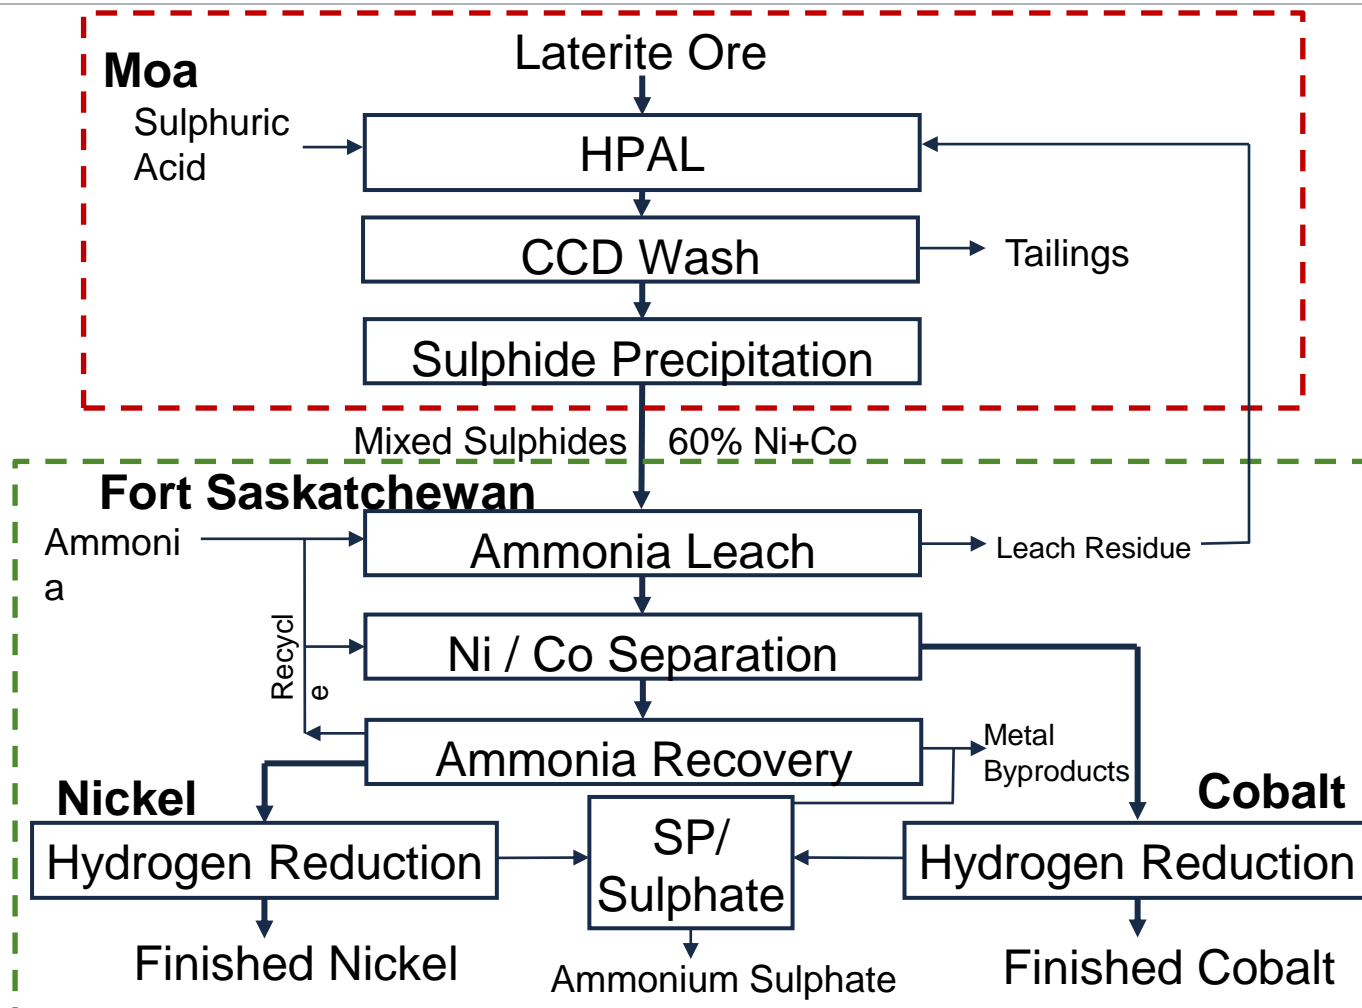 Laterite Ore
Moa
Sulphuric
Acid
HPAL
CCD Wash
Tailings
Sulphide Precipitation
Mixed Sulphides
60% Ni+Co
Fort Saskatchewan
Ammoni
a
Ammonia Leach
Leach Residue
Recycl
e
Ni / Co Separation
Ammonia Recovery
Metal
Byproducts
Nickel
Cobalt
Hydrogen Reduction
SP/
Sulphate
Hydrogen Reduction
Finished Nickel
Ammonium Sulphate
Finished Cobalt